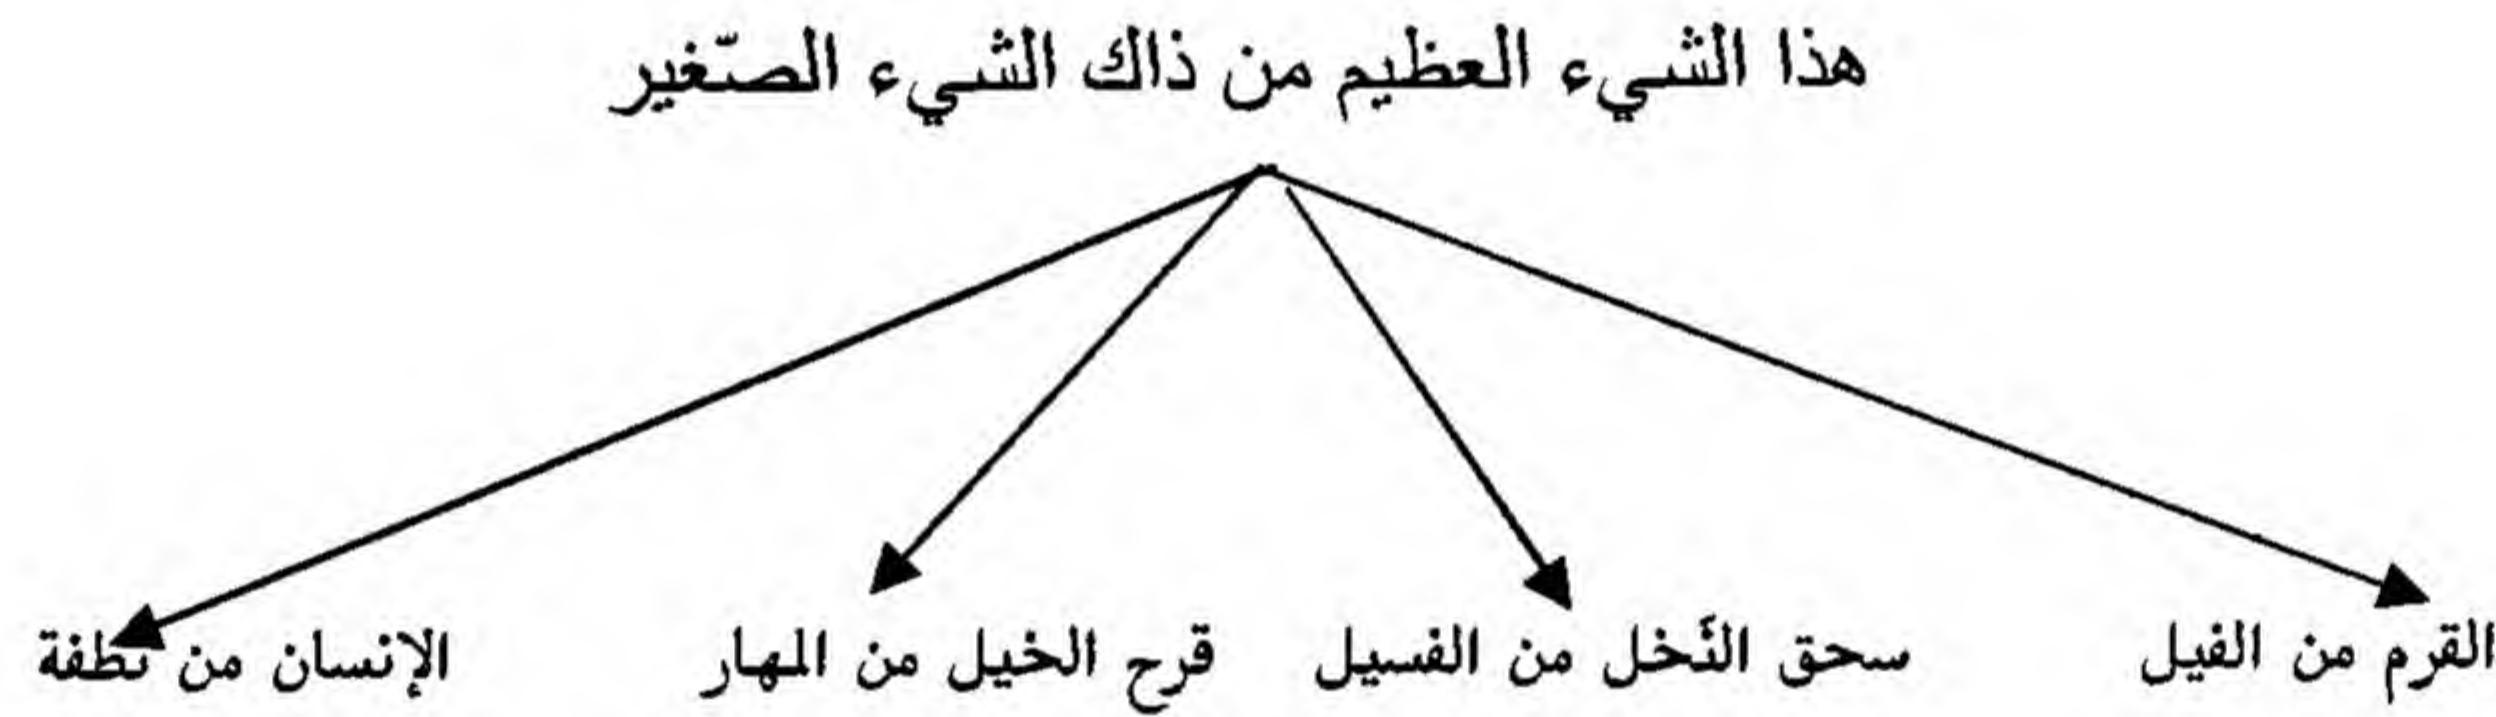 هذا الشيء العظيم من ذاك الشيء الصّغير
القرم من الفيل
سحق النّخل من الفسيل
قرح الخيل من المهار
الإنسان من نطفة